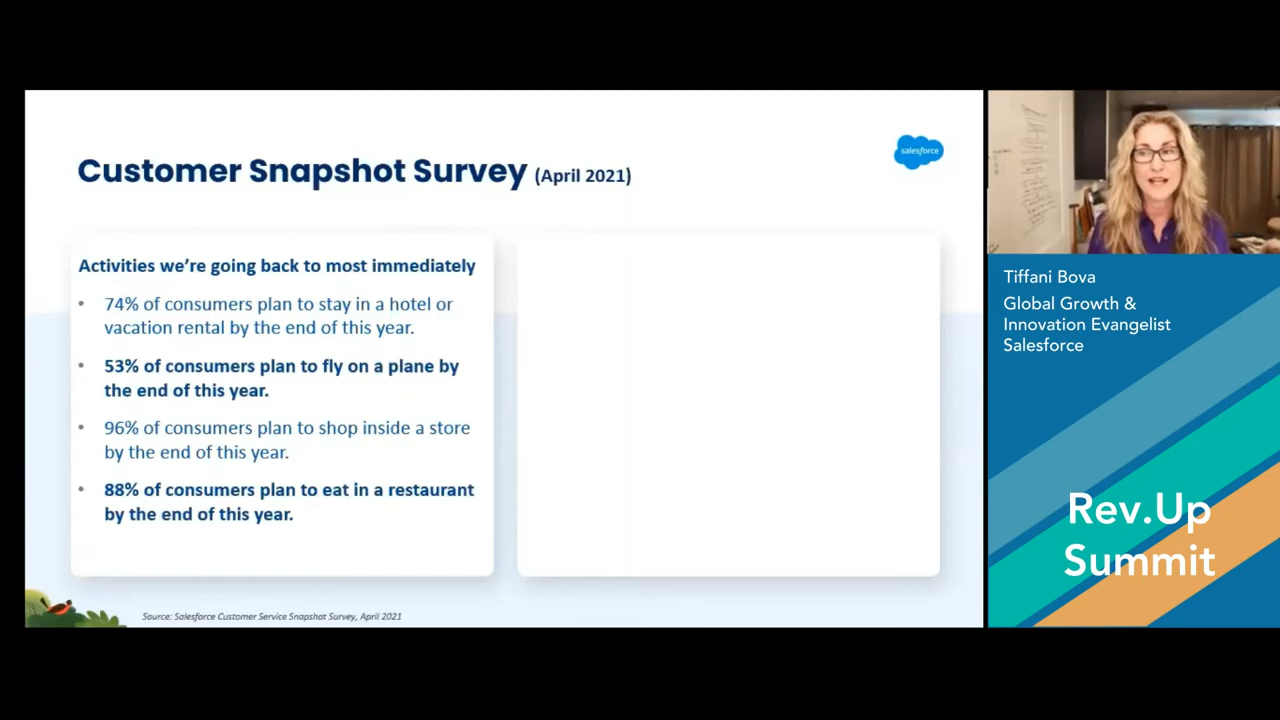 Customer Snapshot Survey (April 2021)
salesforce
Activities we're going back to most immediately
• 74% of consumers plan to stay in a hotel or
vacation rental by the end of this year.
• 53% of consumers plan to fly on a plane by
the end of this year.
• 96% of consumers plan to shop inside a store
by the end of this year.
• 88% of consumers plan to eat in a restaurant
by the end of this year.
Source: Salesforce Customer Service Snapshot Survey, April 2021
Tiffani Bova
Global Growth &
Innovation Evangelist
Salesforce
Rev.Up
Summit